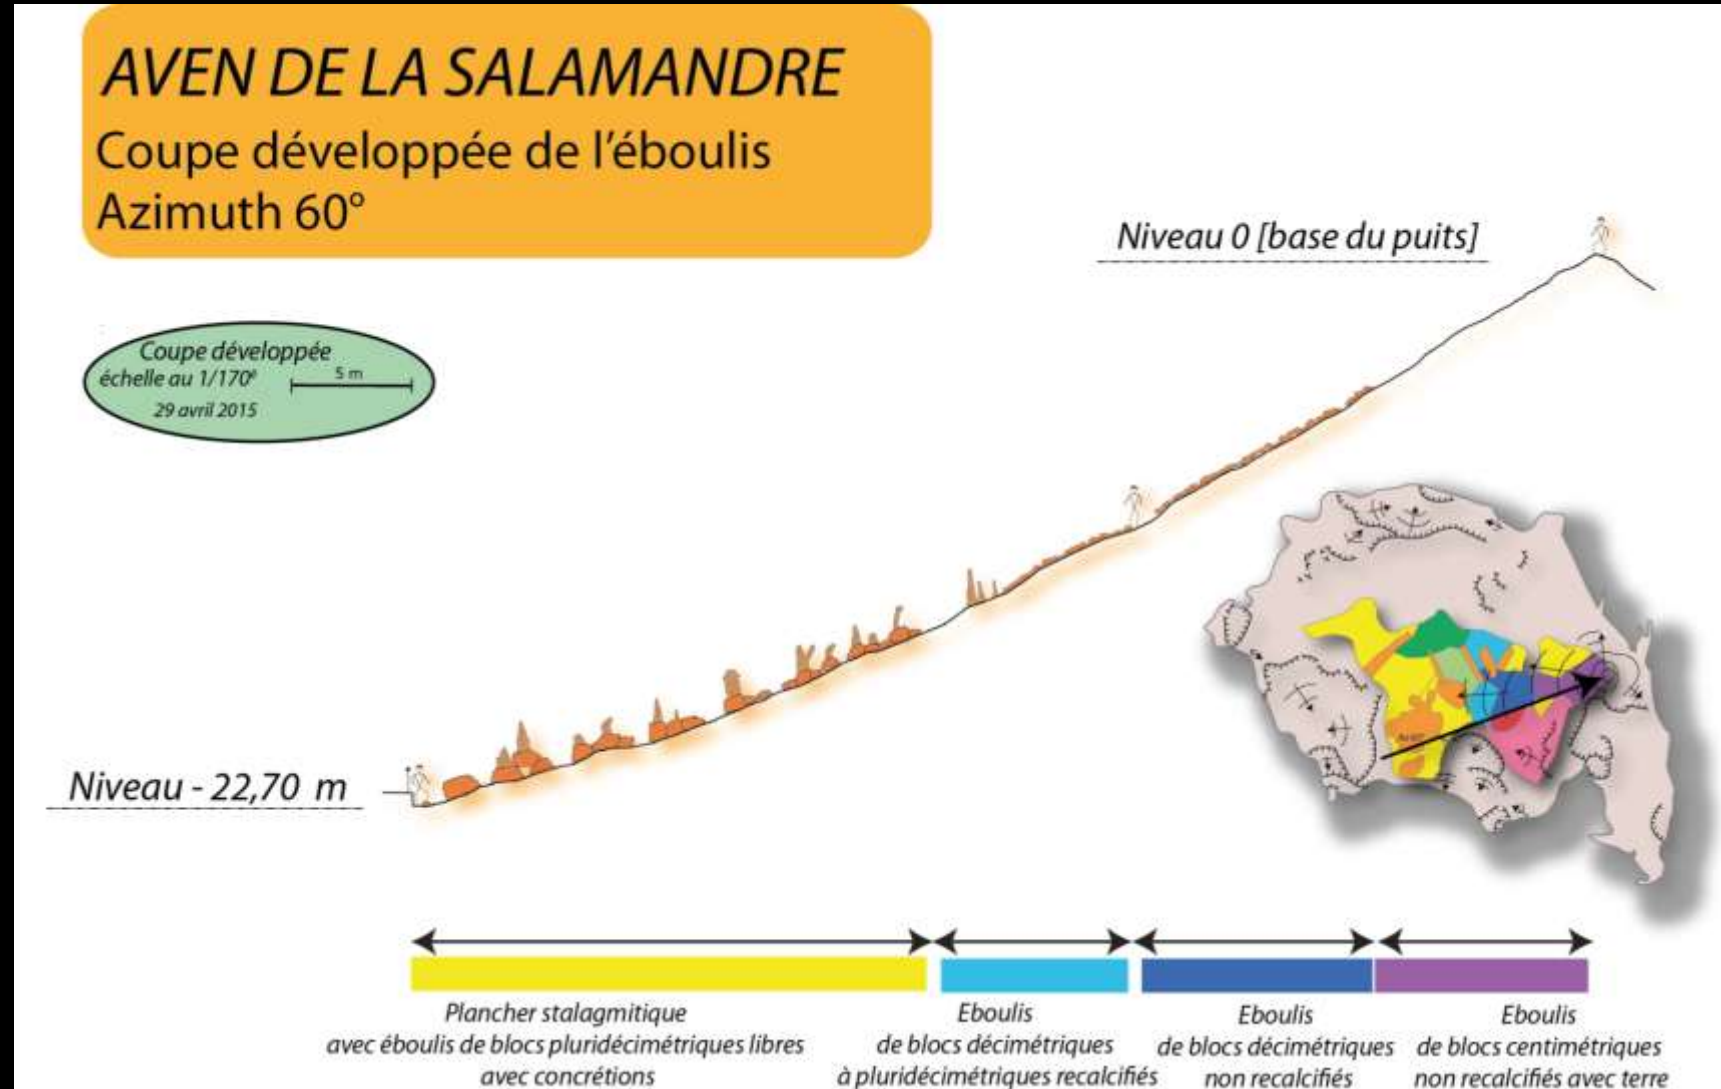 AVEN DE LA SALAMANDRE
Coupe développée de l'éboulis
Azimuth 60°
Niveau 0 [base du puits]
Coupe développée
échelle au 1/170e
5 m
29 avril 2015
Niveau - 22,70 m
Plancher stalagmitique
avec éboulis de blocs pluridécimétriques libres
avec concrétions
Eboulis
de blocs décimétriques
à pluridécimétriques recalcifiés
Eboulis
de blocs décimétriques
non recalcifiés
Eboulis
de blocs centimétriques
non recalcifiés avec terre